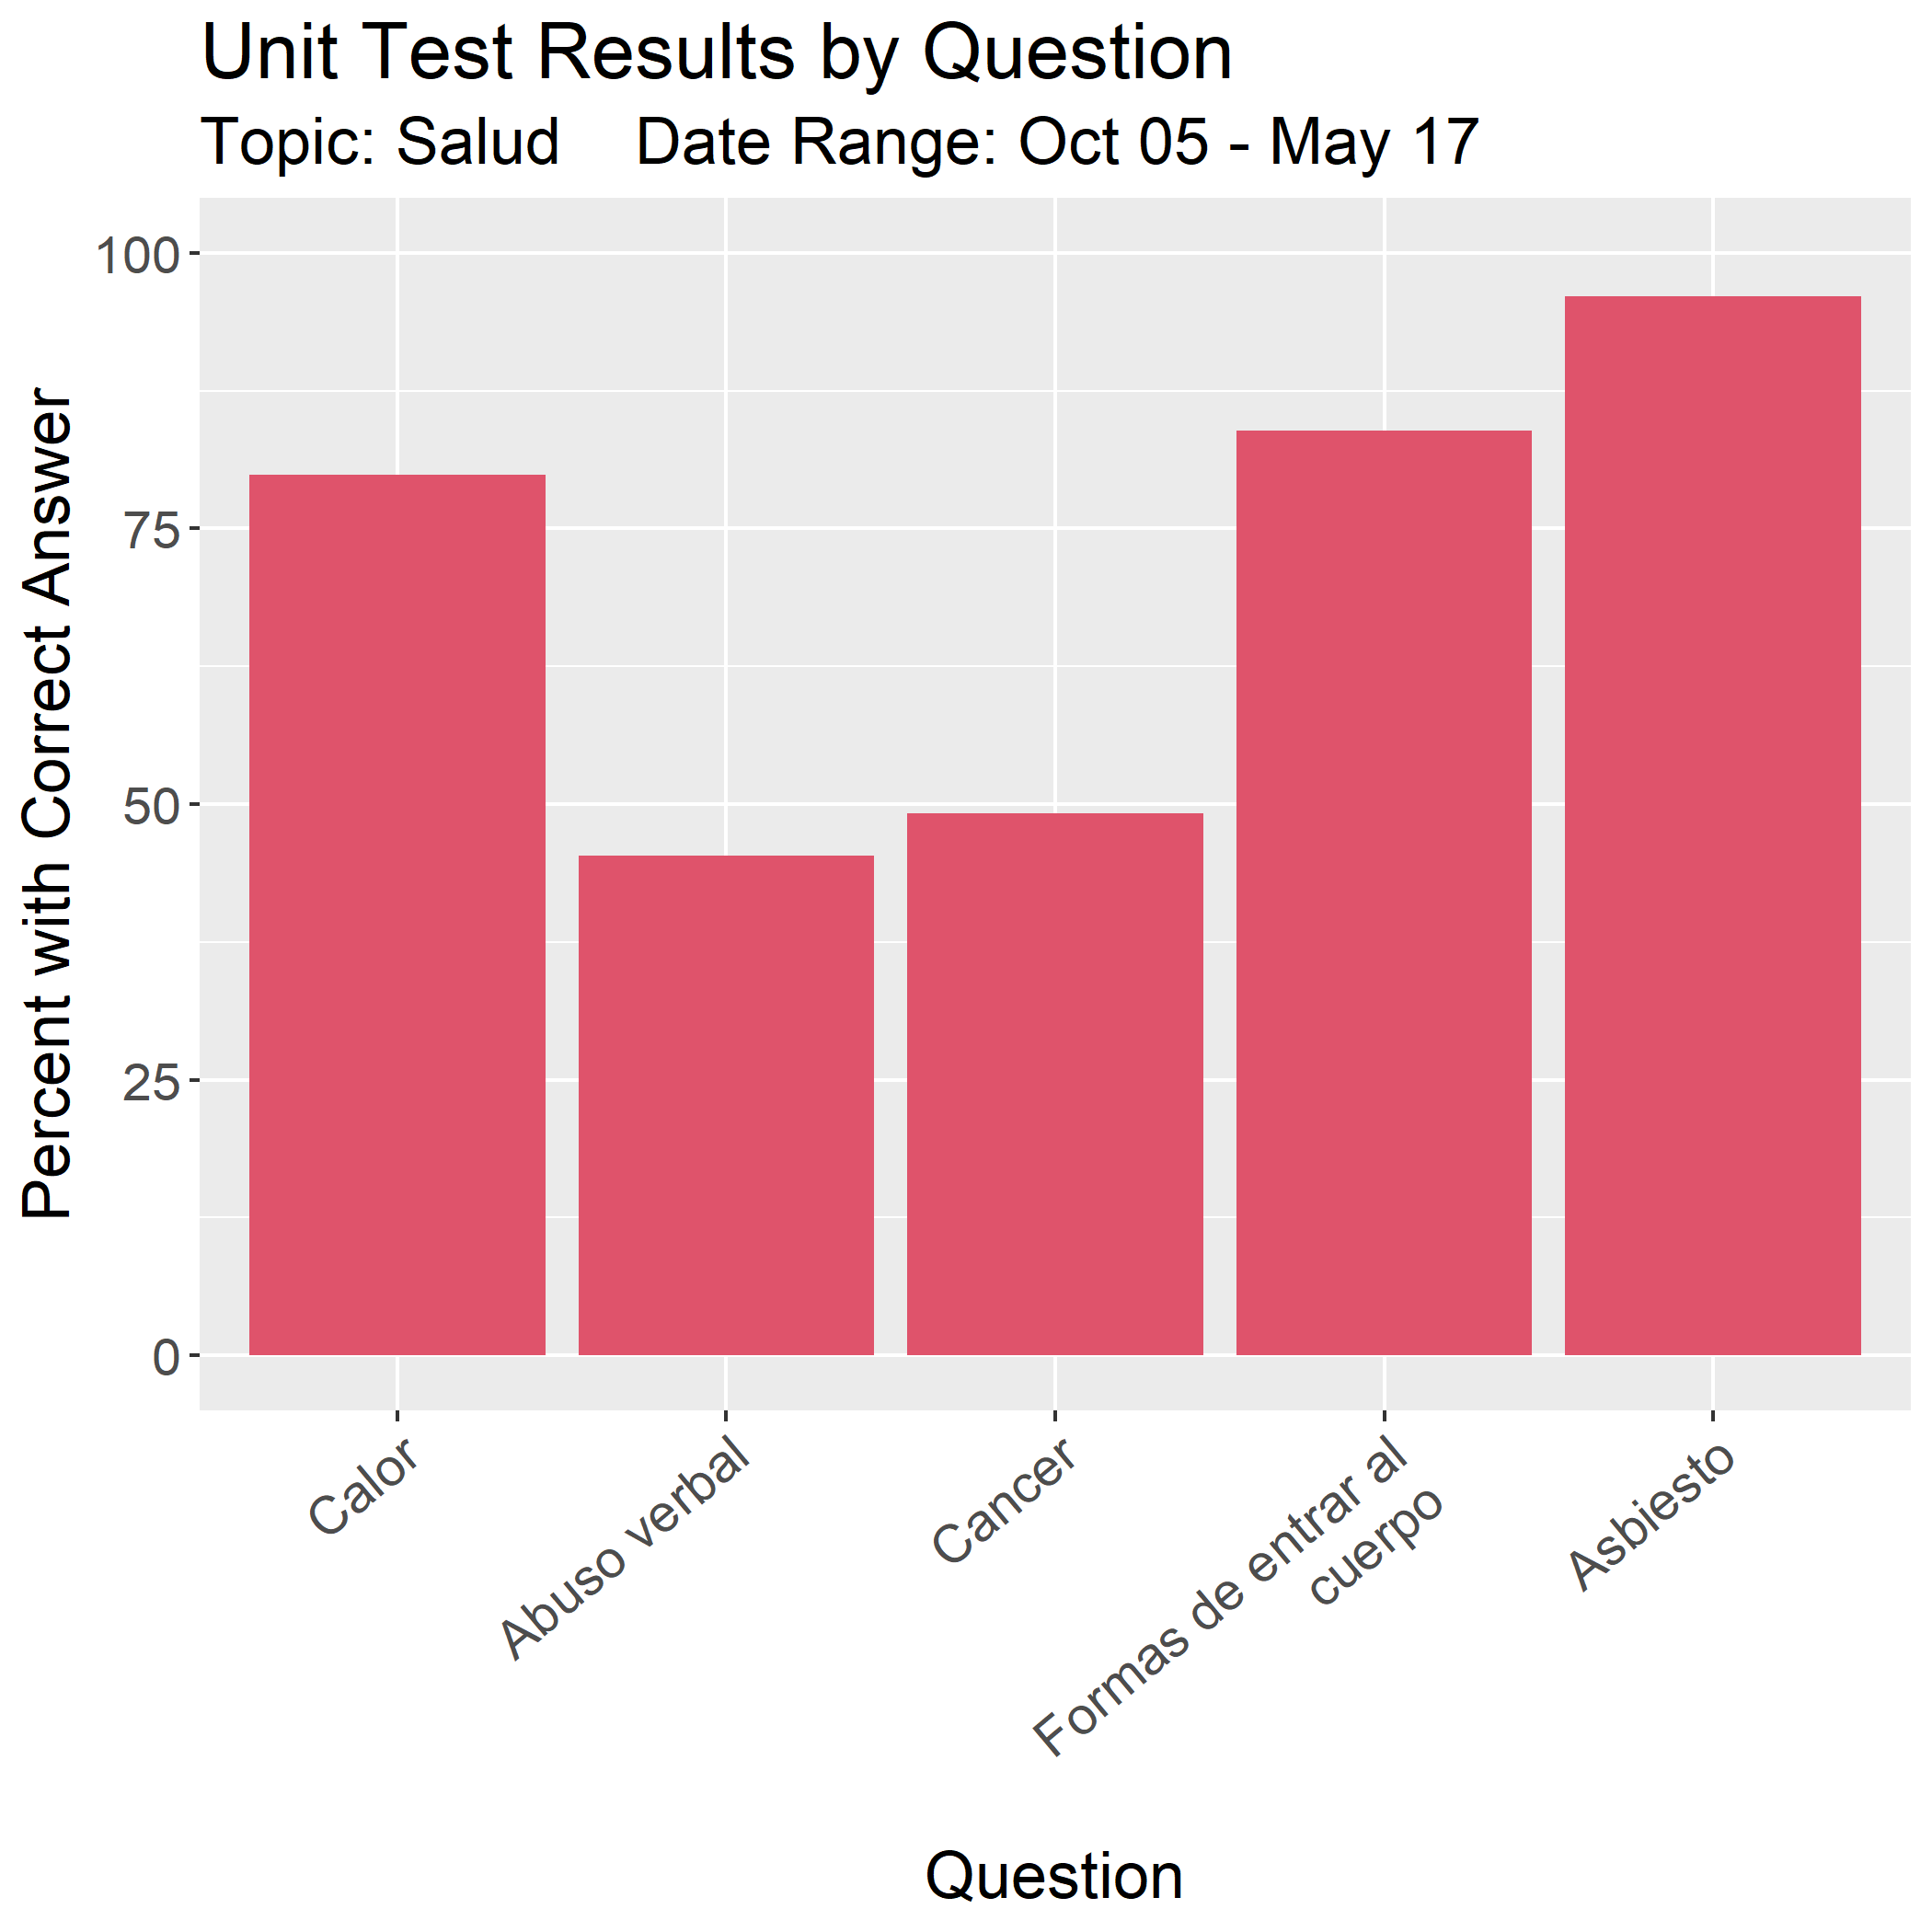 Unit Test Results by Question
Topic: Salud    Date Range: Oct 05 - May 17
Percent with Correct Answer
100
75
50
25
0
Calor
Abuso verbal
Cancer
Formas de entrar al
cuerpo
Asbiesto
Question